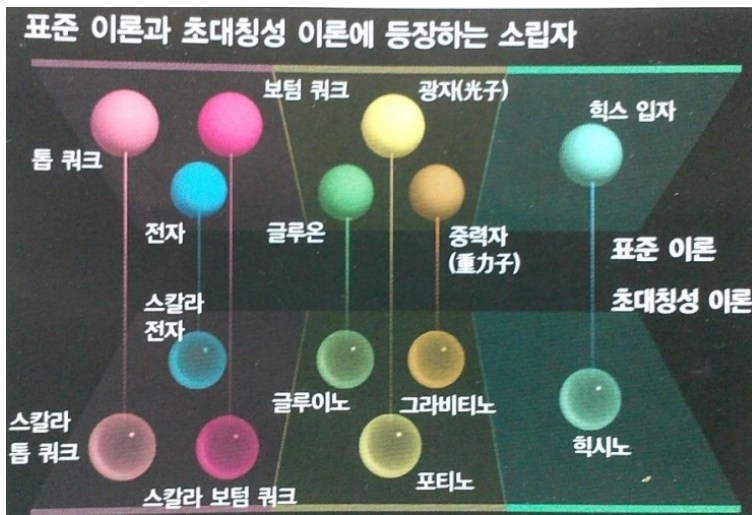 표준 이론과 초대칭성 이론에 등장하는 소립자
보텀 쿼크
광자(光子)
톱 쿼크
힉스 입자
전자
글루온
중력자
(重力子)
표준 이론
초대칭성 이론
스칼라
전자
글루이노
그라비티노
스칼라
톱 쿼크
스칼라 보텀 쿼크
포티노
힉시노